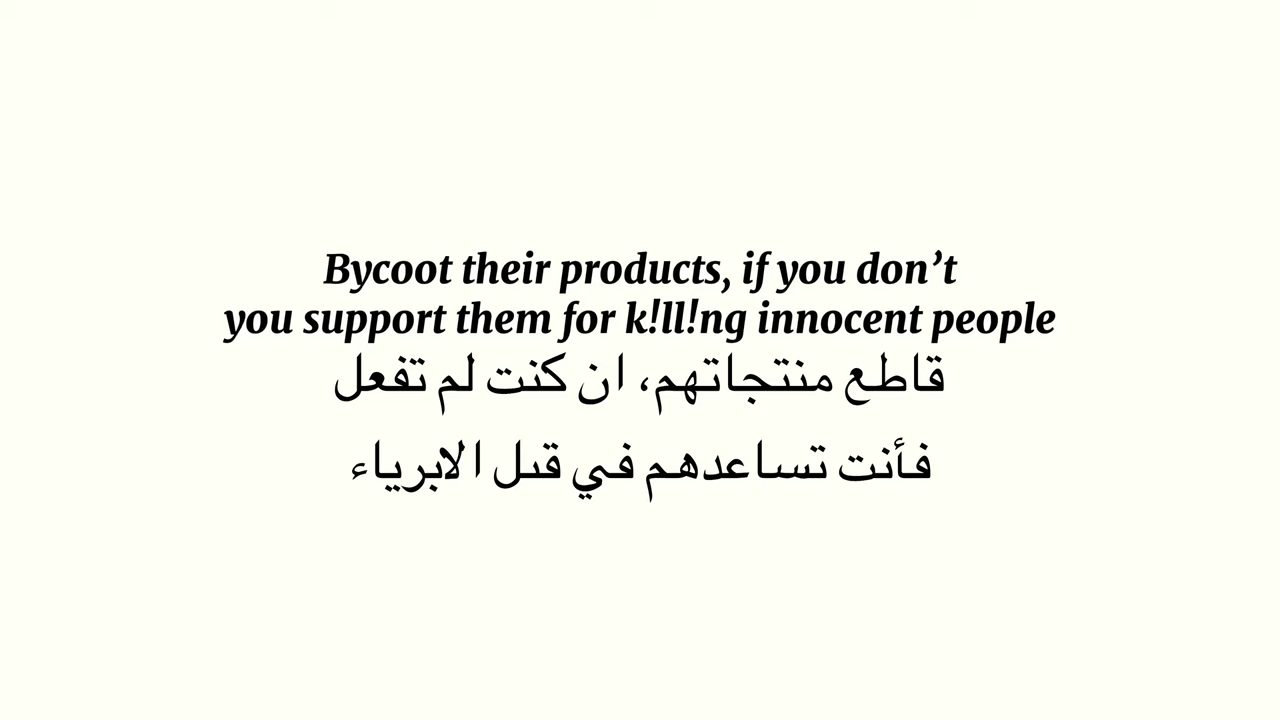 Bycoot their products, if you don’t
you support them for k!ll!ng innocent people
قاطع منتجاتهم، ان كنت لم تفعل
فأنت تساعدهم في قىل الابرياء